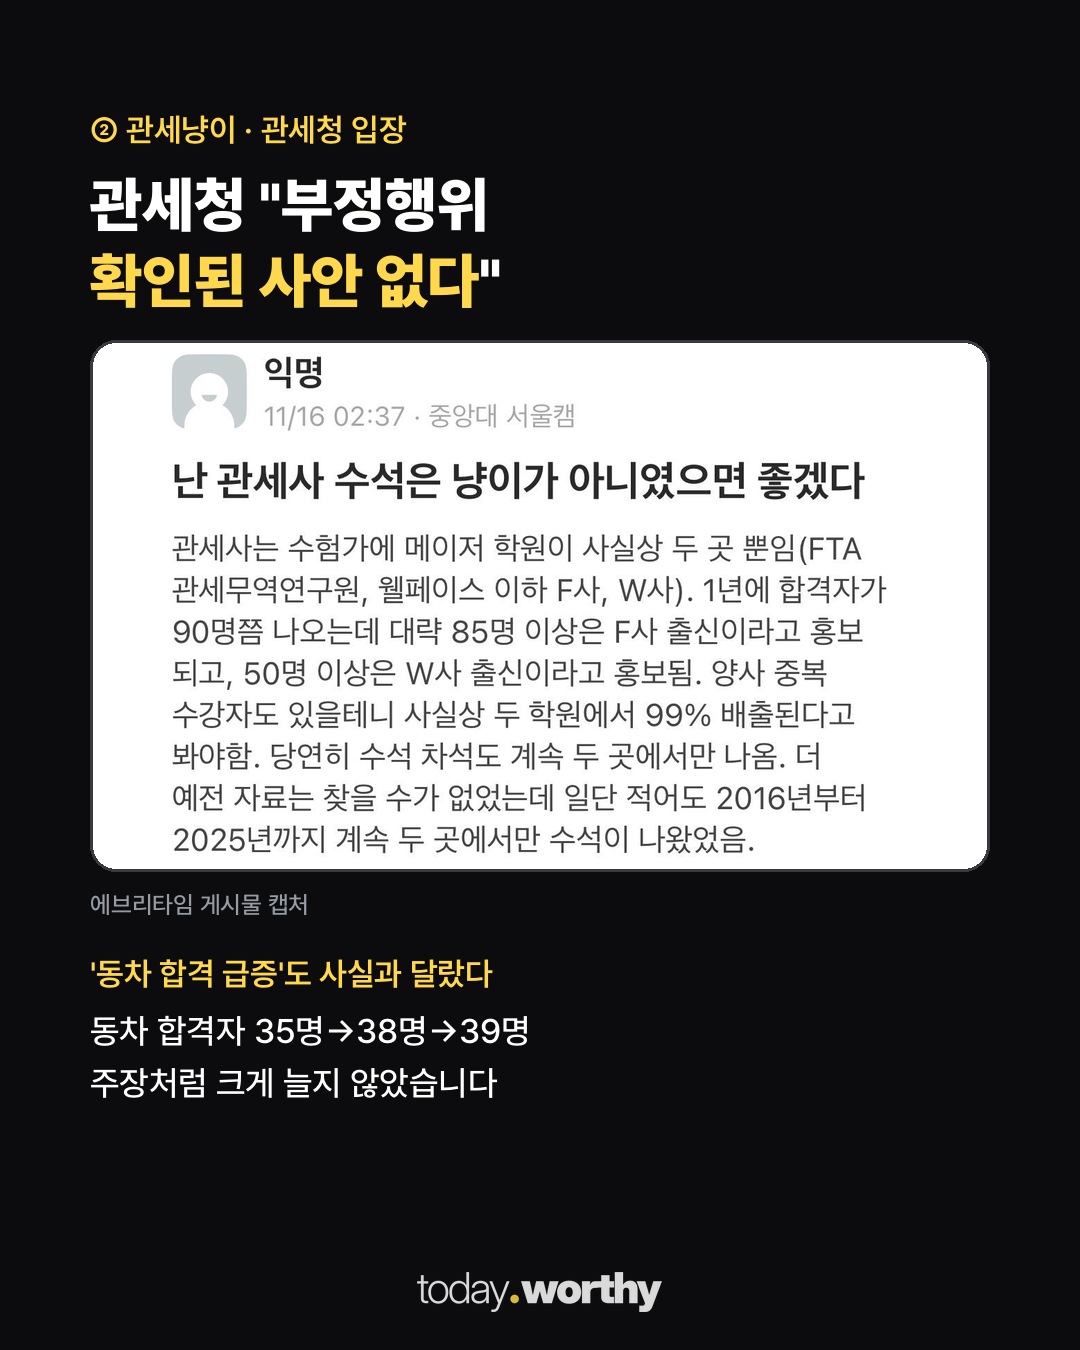 ② 관세냥이 · 관세청 입장
관세청 "부정행위
확인된 사안 없다"
익명
11/16 02:37 · 중앙대 서울캠
난 관세사 수석은 냥이가 아니였으면 좋겠다
관세사는 수험가에 메이저 학원이 사실상 두 곳 뿐임(FTA
관세무역연구원, 웰페이스 이하 F사, W사). 1년에 합격자가
90명쯤 나오는데 대략 85명 이상은 F사 출신이라고 홍보
되고, 50명 이상은 W사 출신이라고 홍보됨. 양사 중복
수강자도 있을테니 사실상 두 학원에서 99% 배출된다고
봐야함. 당연히 수석 차석도 계속 두 곳에서만 나옴. 더
예전 자료는 찾을 수가 없었는데 일단 적어도 2016년부터
2025년까지 계속 두 곳에서만 수석이 나왔었음.
에브리타임 게시물 캡처
'동차 합격 급증'도 사실과 달랐다
동차 합격자 35명→38명→39명
주장처럼 크게 늘지 않았습니다
today.worthy